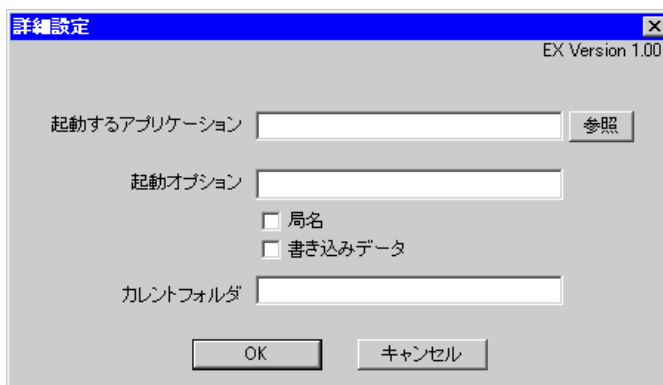 詳細設定
EX Version 1.00
起動するアプリケーション 参照
起動オプション
局名
書き込みデータ
カレントフォルダ
OK キャンセル